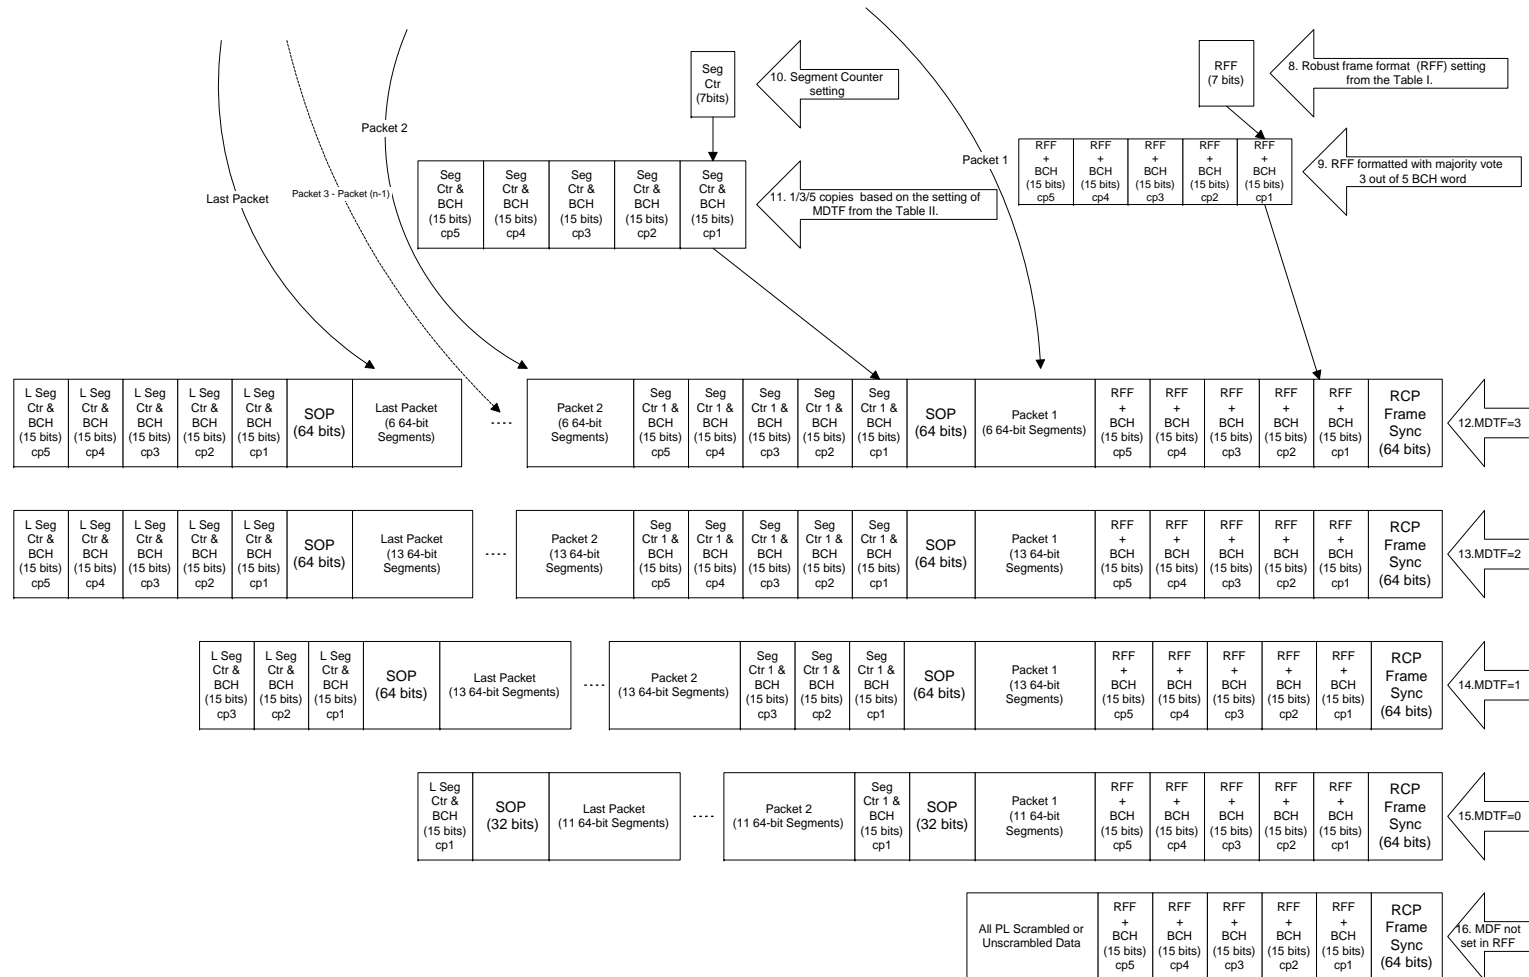 Seg
Ctr
(7bits)
10. Segment Counter
setting
RFF
(7 bits)
8. Robust frame format (RFF) setting
from the Table I.
Packet 2
Packet 1
Last Packet
Packet 3 - Packet (n-1)
Seg
Ctr &
BCH
(15 bits)
cp5
Seg
Ctr &
BCH
(15 bits)
cp4
Seg
Ctr &
BCH
(15 bits)
cp3
Seg
Ctr &
BCH
(15 bits)
cp2
Seg
Ctr &
BCH
(15 bits)
cp1
11. 1/3/5 copies based on the setting of
MDTF from the Table II.
RFF
+
BCH
(15 bits)
cp5
RFF
+
BCH
(15 bits)
cp4
RFF
+
BCH
(15 bits)
cp3
RFF
+
BCH
(15 bits)
cp2
RFF
+
BCH
(15 bits)
cp1
9. RFF formatted with majority vote
3 out of 5 BCH word
L Seg
Ctr &
BCH
(15 bits)
cp5
L Seg
Ctr &
BCH
(15 bits)
cp4
L Seg
Ctr &
BCH
(15 bits)
cp3
L Seg
Ctr &
BCH
(15 bits)
cp2
L Seg
Ctr &
BCH
(15 bits)
cp1
SOP
(64 bits)
Last Packet
(6 64-bit
Segments)
....
Packet 2
(6 64-bit
Segments)
Seg
Ctr 1 &
BCH
(15 bits)
cp5
Seg
Ctr 1 &
BCH
(15 bits)
cp4
Seg
Ctr 1 &
BCH
(15 bits)
cp3
Seg
Ctr 1 &
BCH
(15 bits)
cp2
Seg
Ctr 1 &
BCH
(15 bits)
cp1
SOP
(64 bits)
Packet 1
(6 64-bit Segments)
RFF
+
BCH
(15 bits)
cp5
RFF
+
BCH
(15 bits)
cp4
RFF
+
BCH
(15 bits)
cp3
RFF
+
BCH
(15 bits)
cp2
RFF
+
BCH
(15 bits)
cp1
RCP
Frame
Sync
(64 bits)
12.MDTF=3
L Seg
Ctr &
BCH
(15 bits)
cp5
L Seg
Ctr &
BCH
(15 bits)
cp4
L Seg
Ctr &
BCH
(15 bits)
cp3
L Seg
Ctr &
BCH
(15 bits)
cp2
L Seg
Ctr &
BCH
(15 bits)
cp1
SOP
(64 bits)
Last Packet
(13 64-bit
Segments)
....
Packet 2
(13 64-bit
Segments)
Seg
Ctr 1 &
BCH
(15 bits)
cp5
Seg
Ctr 1 &
BCH
(15 bits)
cp4
Seg
Ctr 1 &
BCH
(15 bits)
cp3
Seg
Ctr 1 &
BCH
(15 bits)
cp2
Seg
Ctr 1 &
BCH
(15 bits)
cp1
SOP
(64 bits)
Packet 1
(13 64-bit
Segments)
RFF
+
BCH
(15 bits)
cp5
RFF
+
BCH
(15 bits)
cp4
RFF
+
BCH
(15 bits)
cp3
RFF
+
BCH
(15 bits)
cp2
RFF
+
BCH
(15 bits)
cp1
RCP
Frame
Sync
(64 bits)
13.MDTF=2
L Seg
Ctr &
BCH
(15 bits)
cp3
L Seg
Ctr &
BCH
(15 bits)
cp2
L Seg
Ctr &
BCH
(15 bits)
cp1
SOP
(64 bits)
Last Packet
(13 64-bit Segments)
....
Packet 2
(13 64-bit Segments)
Seg
Ctr 1 &
BCH
(15 bits)
cp3
Seg
Ctr 1 &
BCH
(15 bits)
cp2
Seg
Ctr 1 &
BCH
(15 bits)
cp1
SOP
(64 bits)
Packet 1
(13 64-bit
Segments)
RFF
+
BCH
(15 bits)
cp5
RFF
+
BCH
(15 bits)
cp4
RFF
+
BCH
(15 bits)
cp3
RFF
+
BCH
(15 bits)
cp2
RFF
+
BCH
(15 bits)
cp1
RCP
Frame
Sync
(64 bits)
14.MDTF=1
L Seg
Ctr &
BCH
(15 bits)
cp1
SOP
(32 bits)
Last Packet
(11 64-bit Segments)
....
Packet 2
(11 64-bit Segments)
Seg
Ctr 1 &
BCH
(15 bits)
cp1
SOP
(32 bits)
Packet 1
(11 64-bit
Segments)
RFF
+
BCH
(15 bits)
cp5
RFF
+
BCH
(15 bits)
cp4
RFF
+
BCH
(15 bits)
cp3
RFF
+
BCH
(15 bits)
cp2
RFF
+
BCH
(15 bits)
cp1
RCP
Frame
Sync
(64 bits)
15.MDTF=0
All PL Scrambled or
Unscrambled Data
RFF
+
BCH
(15 bits)
cp5
RFF
+
BCH
(15 bits)
cp4
RFF
+
BCH
(15 bits)
cp3
RFF
+
BCH
(15 bits)
cp2
RFF
+
BCH
(15 bits)
cp1
RCP
Frame
Sync
(64 bits)
16. MDF not
set in RFF